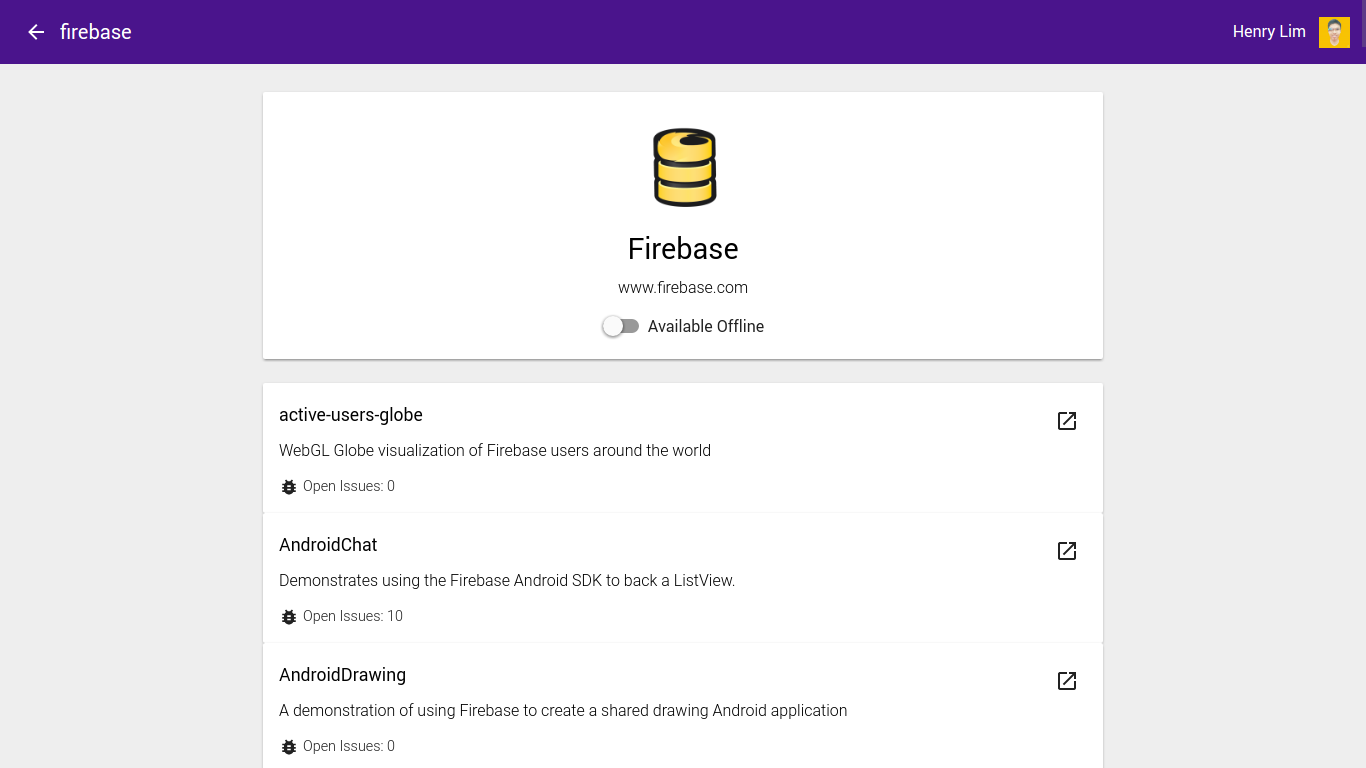 firebase
Henry Lim
Firebase
www.firebase.com
Available Offline
active-users-globe
WebGL Globe visualization of Firebase users around the world
Open Issues: 0
AndroidChat
Demonstrates using the Firebase Android SDK to back a ListView.
Open Issues: 10
AndroidDrawing
A demonstration of using Firebase to create a shared drawing Android application
Open Issues: 0